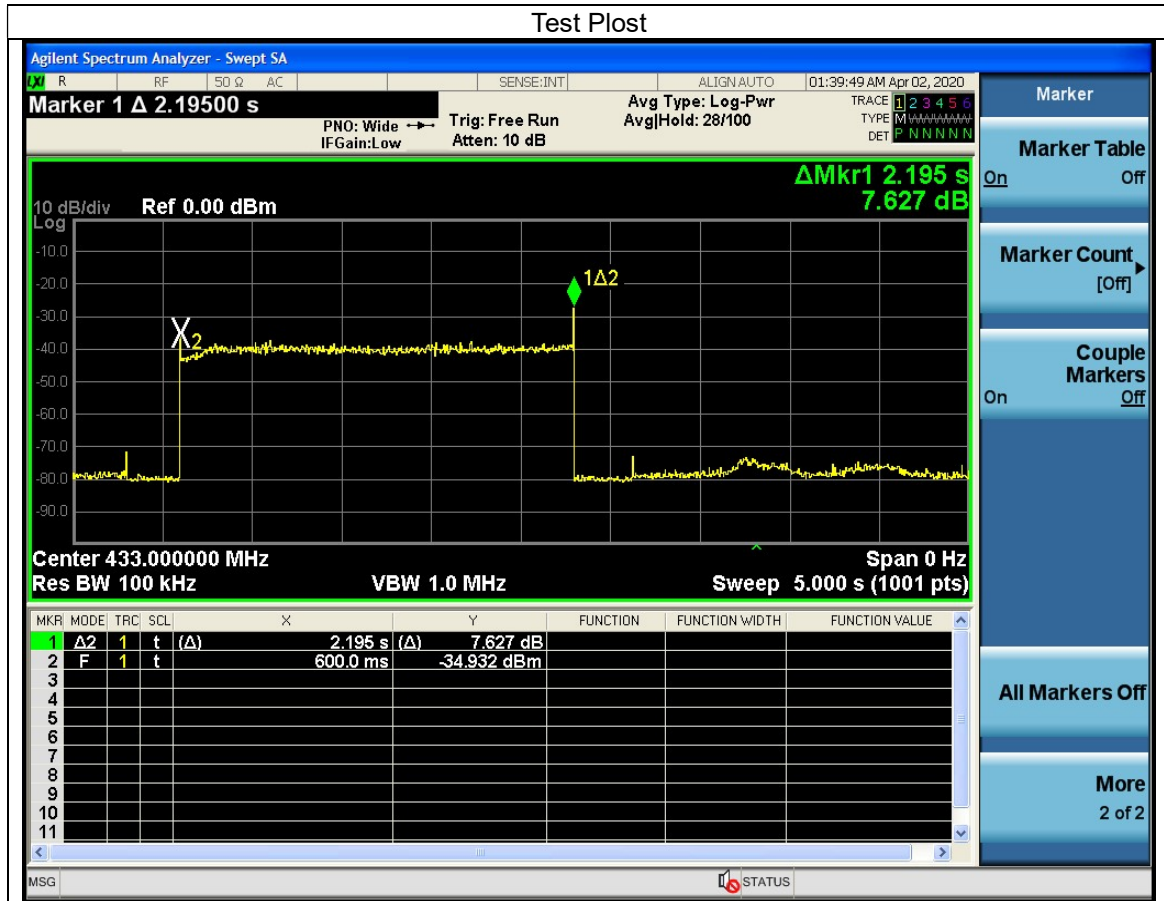 Test Plost
Agilent Spectrum Analyzer - Swept SA
LXI R RF 50 Ω AC SENSE:INT ALIGN AUTO 01:39:49 AM Apr 02, 2020
Marker 1 Δ 2.19500 s
PNO: Wide
IFGain:Low
Trig: Free Run
Atten: 10 dB
Avg Type: Log-Pwr
Avg|Hold: 28/100
TRACE 1 2 3 4 5 6
TYPE M
DET P N N N N N
ΔMkr1 2.195 s
7.627 dB
10 dB/div Ref 0.00 dBm
Log
-10.0
-20.0
-30.0
-40.0
-50.0
-60.0
-70.0
-80.0
-90.0
1Δ2
X2
Center 433.000000 MHz Span 0 Hz
Res BW 100 kHz VBW 1.0 MHz Sweep 5.000 s (1001 pts)
MKR MODE TRC SCL X Y FUNCTION FUNCTION WIDTH FUNCTION VALUE
1 Δ2 1 t (Δ) 2.195 s (Δ) 7.627 dB
2 F 1 t 600.0 ms -34.932 dBm
3
4
5
6
7
8
9
10
11
MSG STATUS
Marker
Marker Table
On Off
Marker Count
[Off]
Couple
Markers
On Off
All Markers Off
More
2 of 2